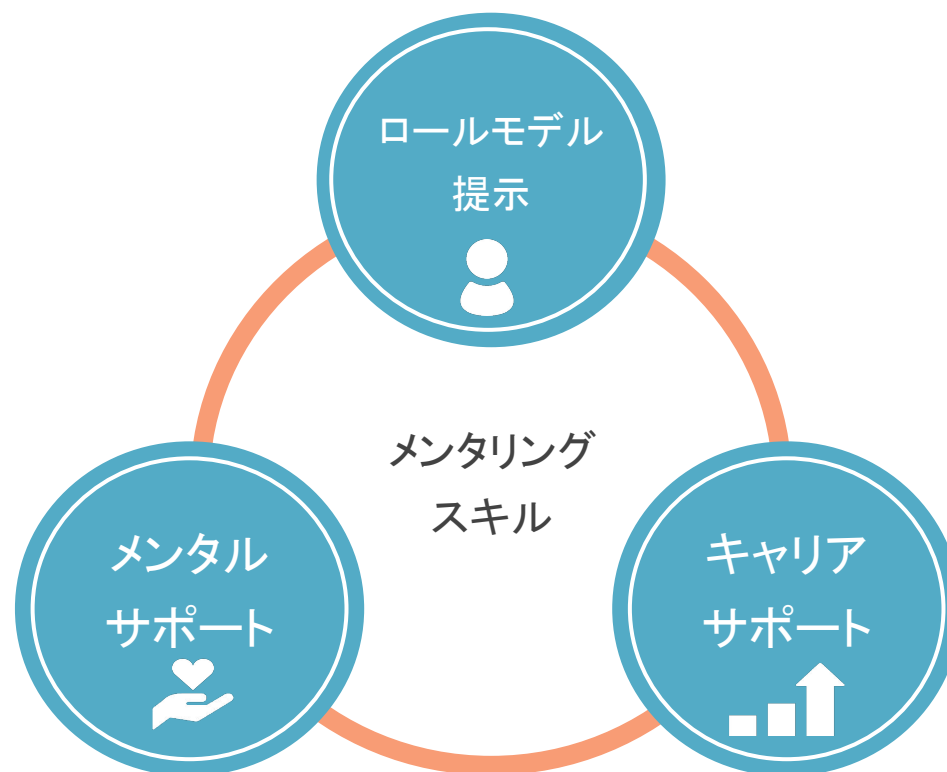 ロールモデル
提示
メンタリング
スキル
メンタル
サポート
キャリア
サポート